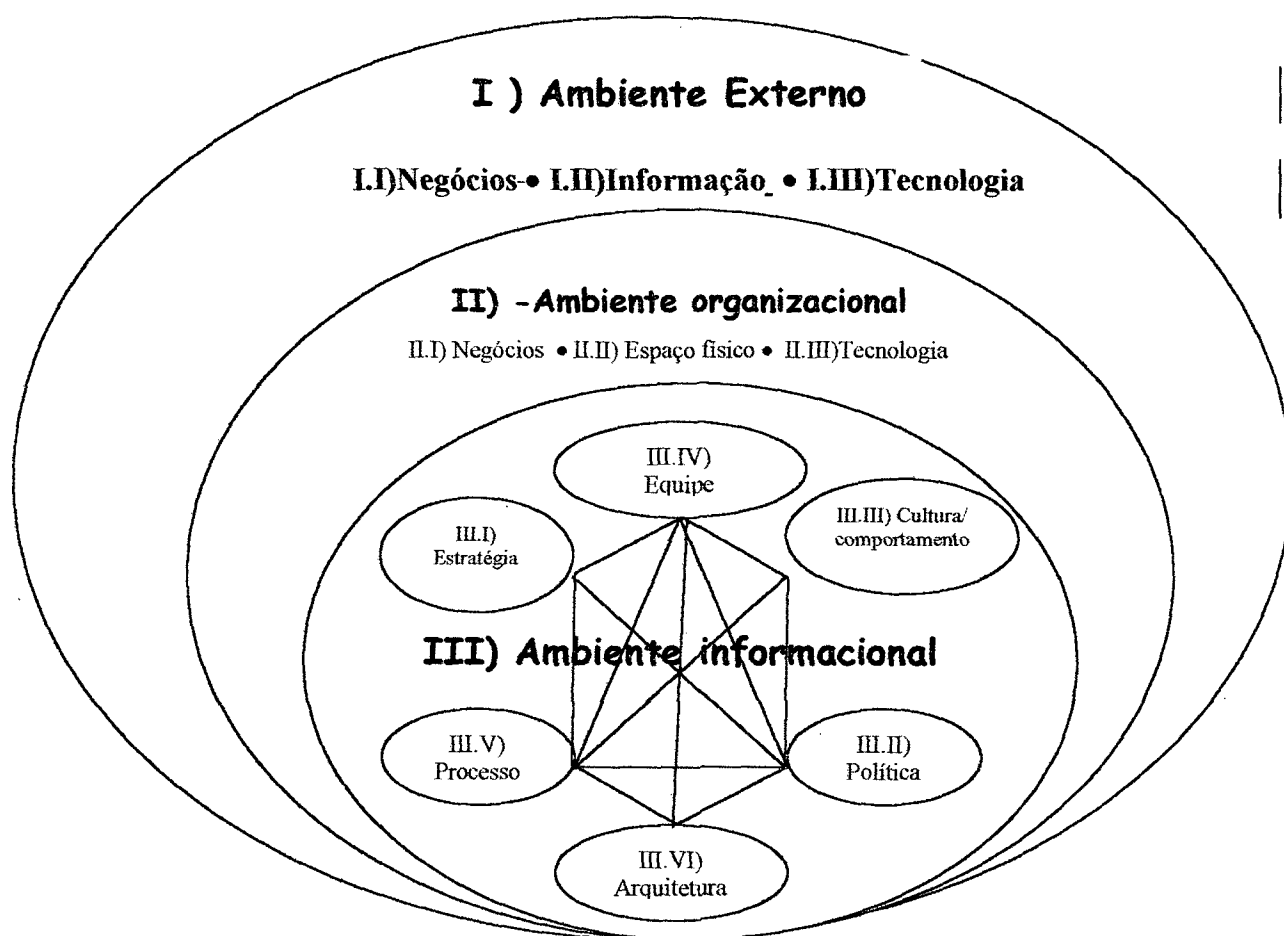 I ) Ambiente Externo
I.I)Negócios-• I.II)Informação_ • I.III)Tecnologia
II) -Ambiente organizacional
II.I) Negócios • II.II) Espaço físico • II.III)Tecnologia
III.IV)
Equipe
III.I)
Estratégia
III.III) Cultura/
comportamento
III) Ambiente informacional
III.V)
Processo
III.II)
Política
III.VI)
Arquitetura